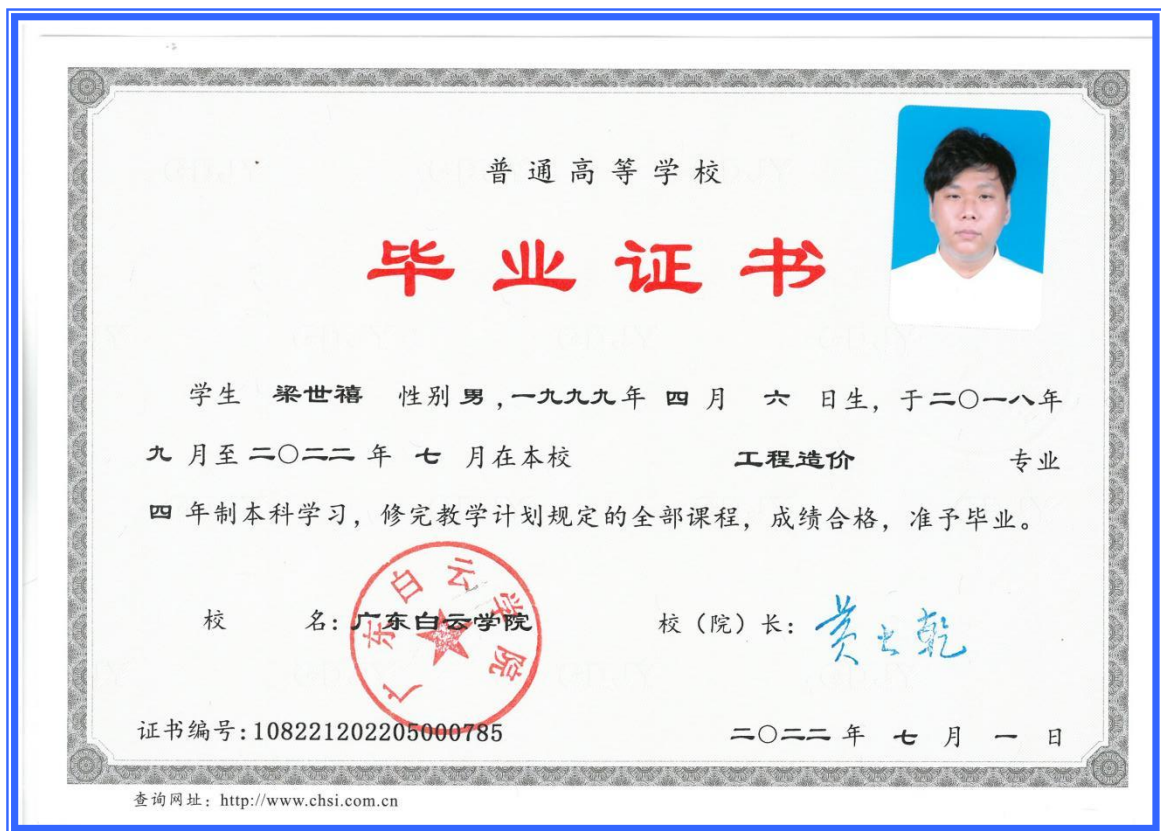 普通高等学校
毕业证书
学生 梁世禧 性别 男,一九九九年 四 月 六 日生, 于二〇一八年
九 月至 二〇二二 年 七 月在本校 工程造价 专业
四 年制本科学习, 修完教学计划规定的全部课程, 成绩合格, 准予毕业。
校 名: 广东白云学院 校（院）长:
广东白云学院
证书编号:108221202205000785 二〇二二 年 七 月 一 日
查询网址: http://www.chsi.com.cn